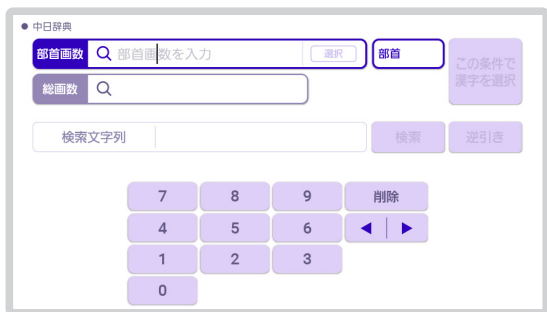 中日辞典
部首画数 部首画数を入力 選択 部首
この条件で
漢字を選択
総画数
検索文字列 検索 逆引き
7 8 9 削除
4 5 6
1 2 3
0